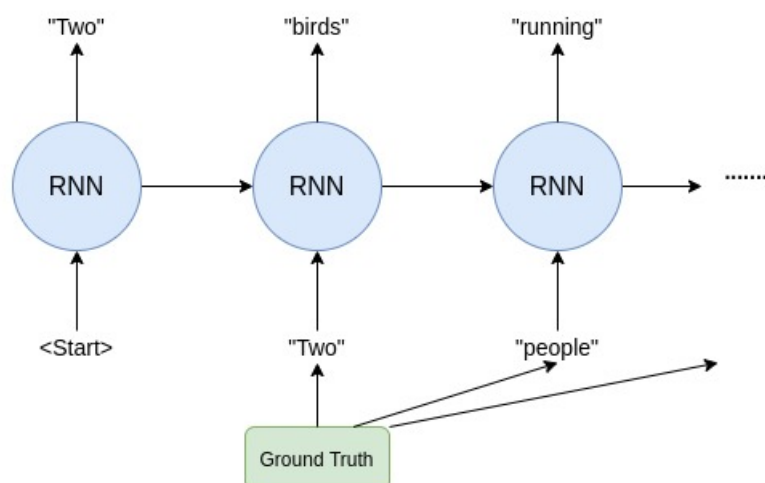 "Two" "birds" "running"
RNN RNN RNN .......
<Start> "Two" "people"
Ground Truth